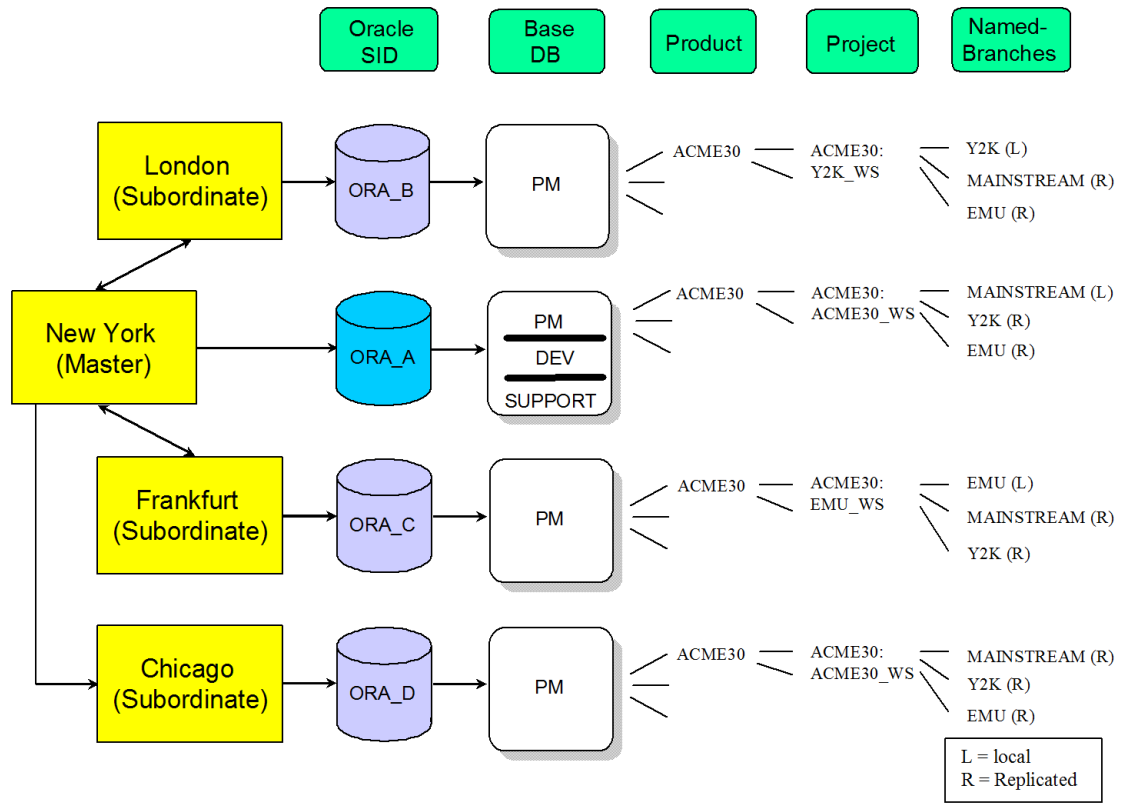 Oracle
SID
Base
DB
Product
Project
Named-
Branches
London
(Subordinate)
ORA_B
PM
ACME30
ACME30:
Y2K_WS
Y2K (L)
MAINSTREAM (R)
EMU (R)
New York
(Master)
ORA_A
PM
DEV
SUPPORT
ACME30
ACME30:
ACME30_WS
MAINSTREAM (L)
Y2K (R)
EMU (R)
Frankfurt
(Subordinate)
ORA_C
PM
ACME30
ACME30:
EMU_WS
EMU (L)
MAINSTREAM (R)
Y2K (R)
Chicago
(Subordinate)
ORA_D
PM
ACME30
ACME30:
ACME30_WS
MAINSTREAM (R)
Y2K (R)
EMU (R)
L = local
R = Replicated